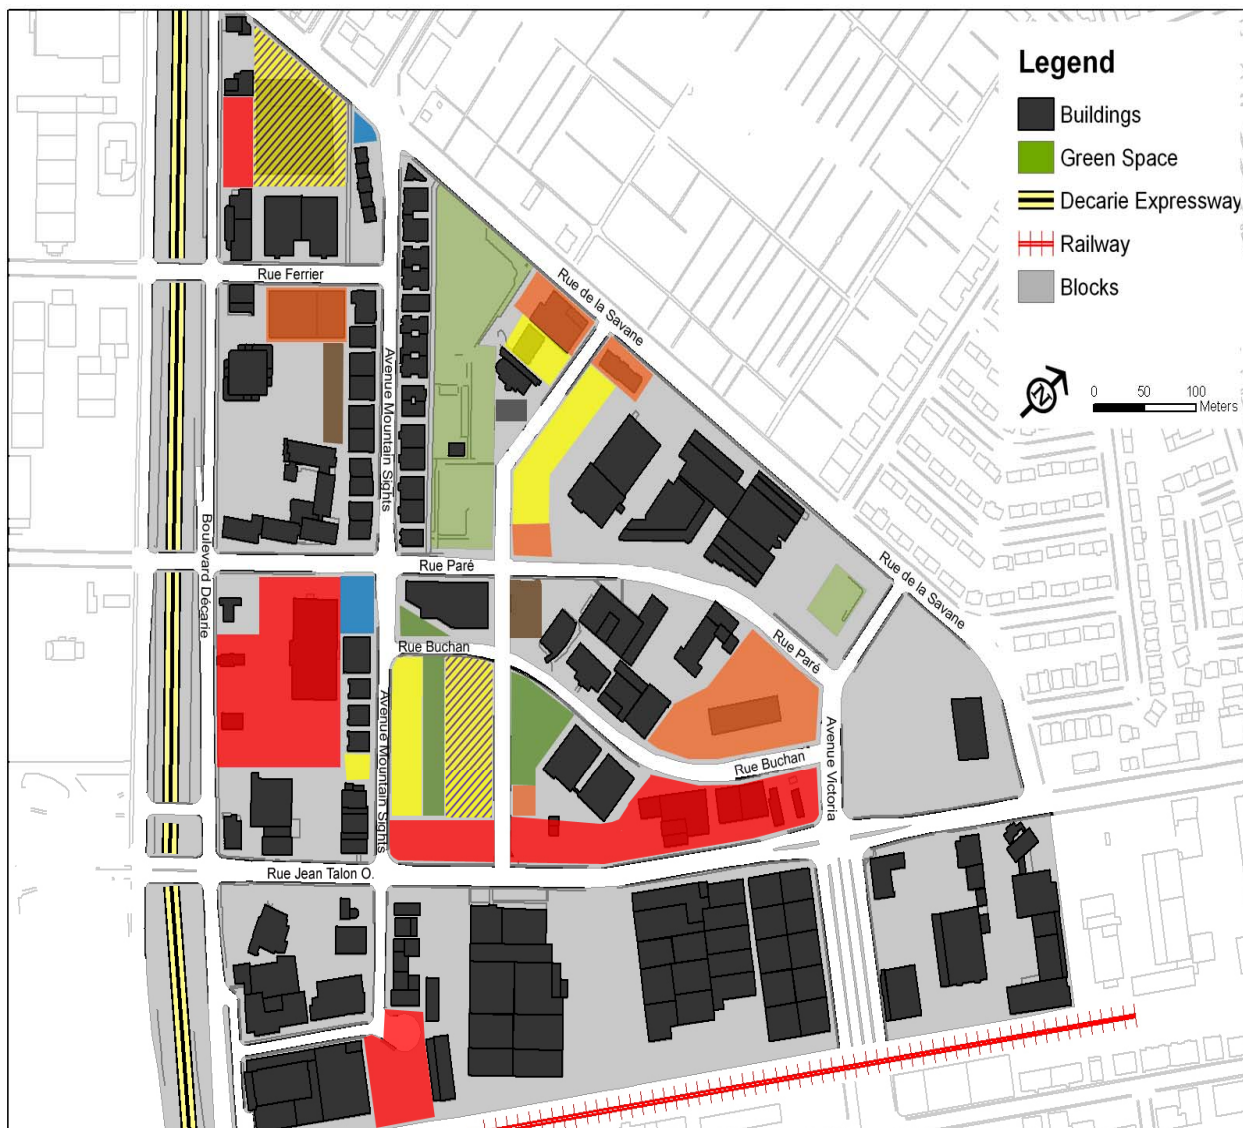 Legend
Buildings
Green Space
Decarie Expressway
Railway
Blocks
N
0 50 100
Meters
Rue Ferrier
Rue de la Savane
Avenue Mountain Sights
Boulevard Décarie
Rue Paré
Rue de la Savane
Rue Buchan
Rue Paré
Avenue Mountain Sights
Avenue Victoria
Rue Buchan
Rue Jean Talon O.